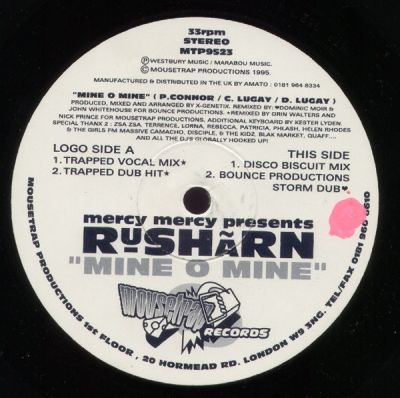 33rpm
STEREO
MTP9523
Ⓟ WESTBURY MUSIC / MARABOU MUSIC.
© MOUSETRAP PRODUCTIONS 1995.
MANUFACTURED & DISTRIBUTED IN THE UK BY AMATO : 0181 964 8334
"MINE O MINE" ( P.CONNOR / C. LUGAY / D. LUGAY )
PRODUCED, MIXED AND ARRANGED BY X-GENETIX. REMIXED BY ♥DOMINIC MOIR &
JOHN WHITEHOUSE FOR BOUNCE PRODUCTIONS. ★REMIXED BY ORIN WALTERS AND
NICK PRINCE FOR MOUSETRAP PRODUCTIONS, ADDITIONAL KEYBOARD BY KESTER LYDEN.
SPECIAL THANX 2 : ZSA ZSA, TERRENCE, LORNA, REBECCA, PATRICIA, PHLASH, HELEN RHODES
& THE GIRLS FM MASSIVE CAMACHO, DISCIPLE, & THE KIDZ, BLAK MARKET, QUAFF....
AND ALL THE DJ'S GLOBALLY HOOKED UP!
LOGO SIDE A
1. TRAPPED VOCAL MIX★
2. TRAPPED DUB HIT★
THIS SIDE
1. DISCO BISCUIT MIX
2. BOUNCE PRODUCTIONS
STORM DUB♥
mercy mercy presents
RUSHÃRN
"MINE O MINE"
MOUSETRAP
RECORDS
MOUSETRAP PRODUCTIONS 1st FLOOR , 20 HORMEAD RD. LONDON W9 3NG. TEL/FAX 0181 960